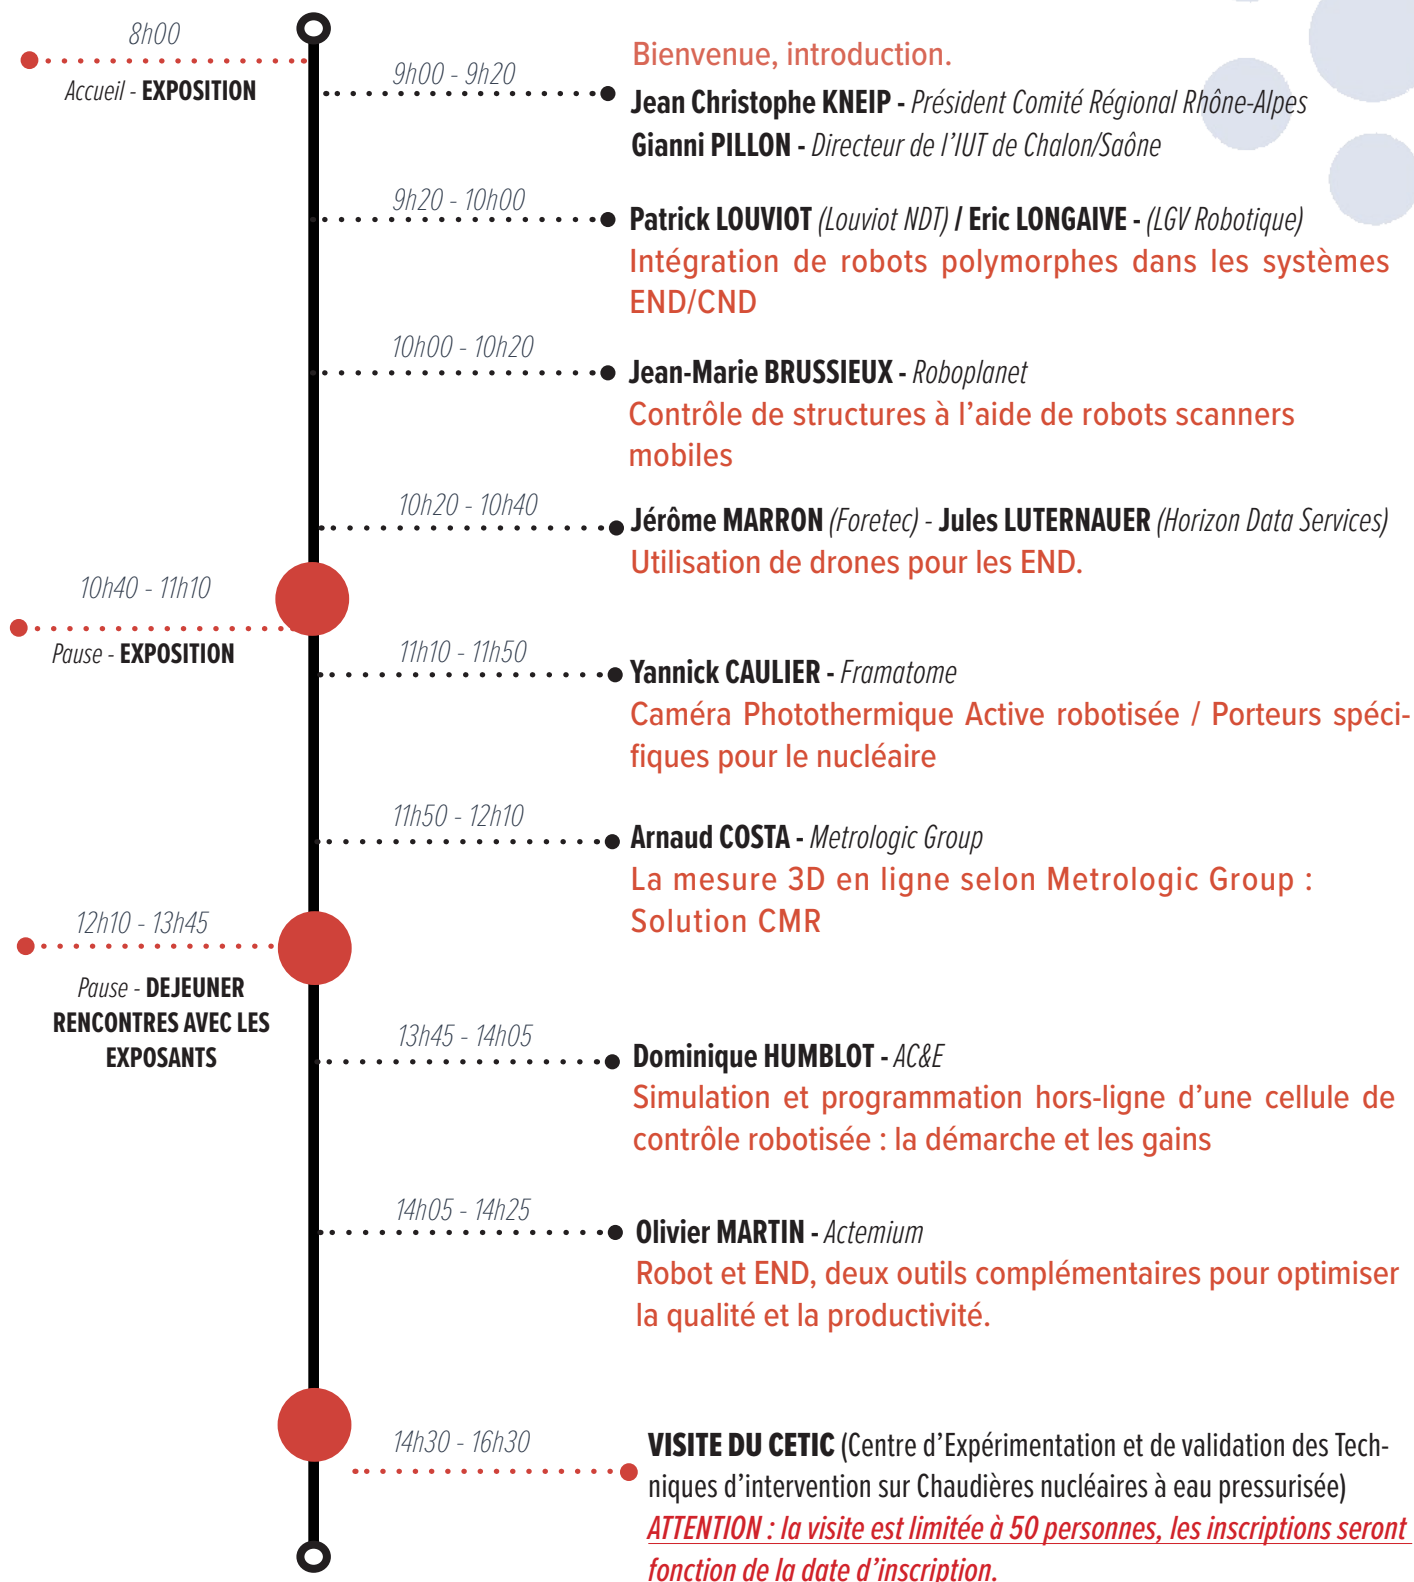 8h00
Accueil - EXPOSITION
9h00 - 9h20
Bienvenue, introduction.
Jean Christophe KNEIP - Président Comité Régional Rhône-Alpes
Gianni PILLON - Directeur de l’IUT de Chalon/Saône
9h20 - 10h00
Patrick LOUVIOT (Louviot NDT) / Eric LONGAIVE - (LGV Robotique)
Intégration de robots polymorphes dans les systèmes
END/CND
10h00 - 10h20
Jean-Marie BRUSSIEUX - Roboplanet
Contrôle de structures à l’aide de robots scanners
mobiles
10h20 - 10h40
Jérôme MARRON (Foretec) - Jules LUTERNAUER (Horizon Data Services)
Utilisation de drones pour les END.
10h40 - 11h10
Pause - EXPOSITION
11h10 - 11h50
Yannick CAULIER - Framatome
Caméra Photothermique Active robotisée / Porteurs spéci-
fiques pour le nucléaire
11h50 - 12h10
Arnaud COSTA - Metrologic Group
La mesure 3D en ligne selon Metrologic Group :
Solution CMR
12h10 - 13h45
Pause - DEJEUNER
RENCONTRES AVEC LES
EXPOSANTS
13h45 - 14h05
Dominique HUMBLOT - AC&E
Simulation et programmation hors-ligne d’une cellule de
contrôle robotisée : la démarche et les gains
14h05 - 14h25
Olivier MARTIN - Actemium
Robot et END, deux outils complémentaires pour optimiser
la qualité et la productivité.
14h30 - 16h30
VISITE DU CETIC (Centre d’Expérimentation et de validation des Tech-
niques d’intervention sur Chaudières nucléaires à eau pressurisée)
ATTENTION : la visite est limitée à 50 personnes, les inscriptions seront
fonction de la date d’inscription.